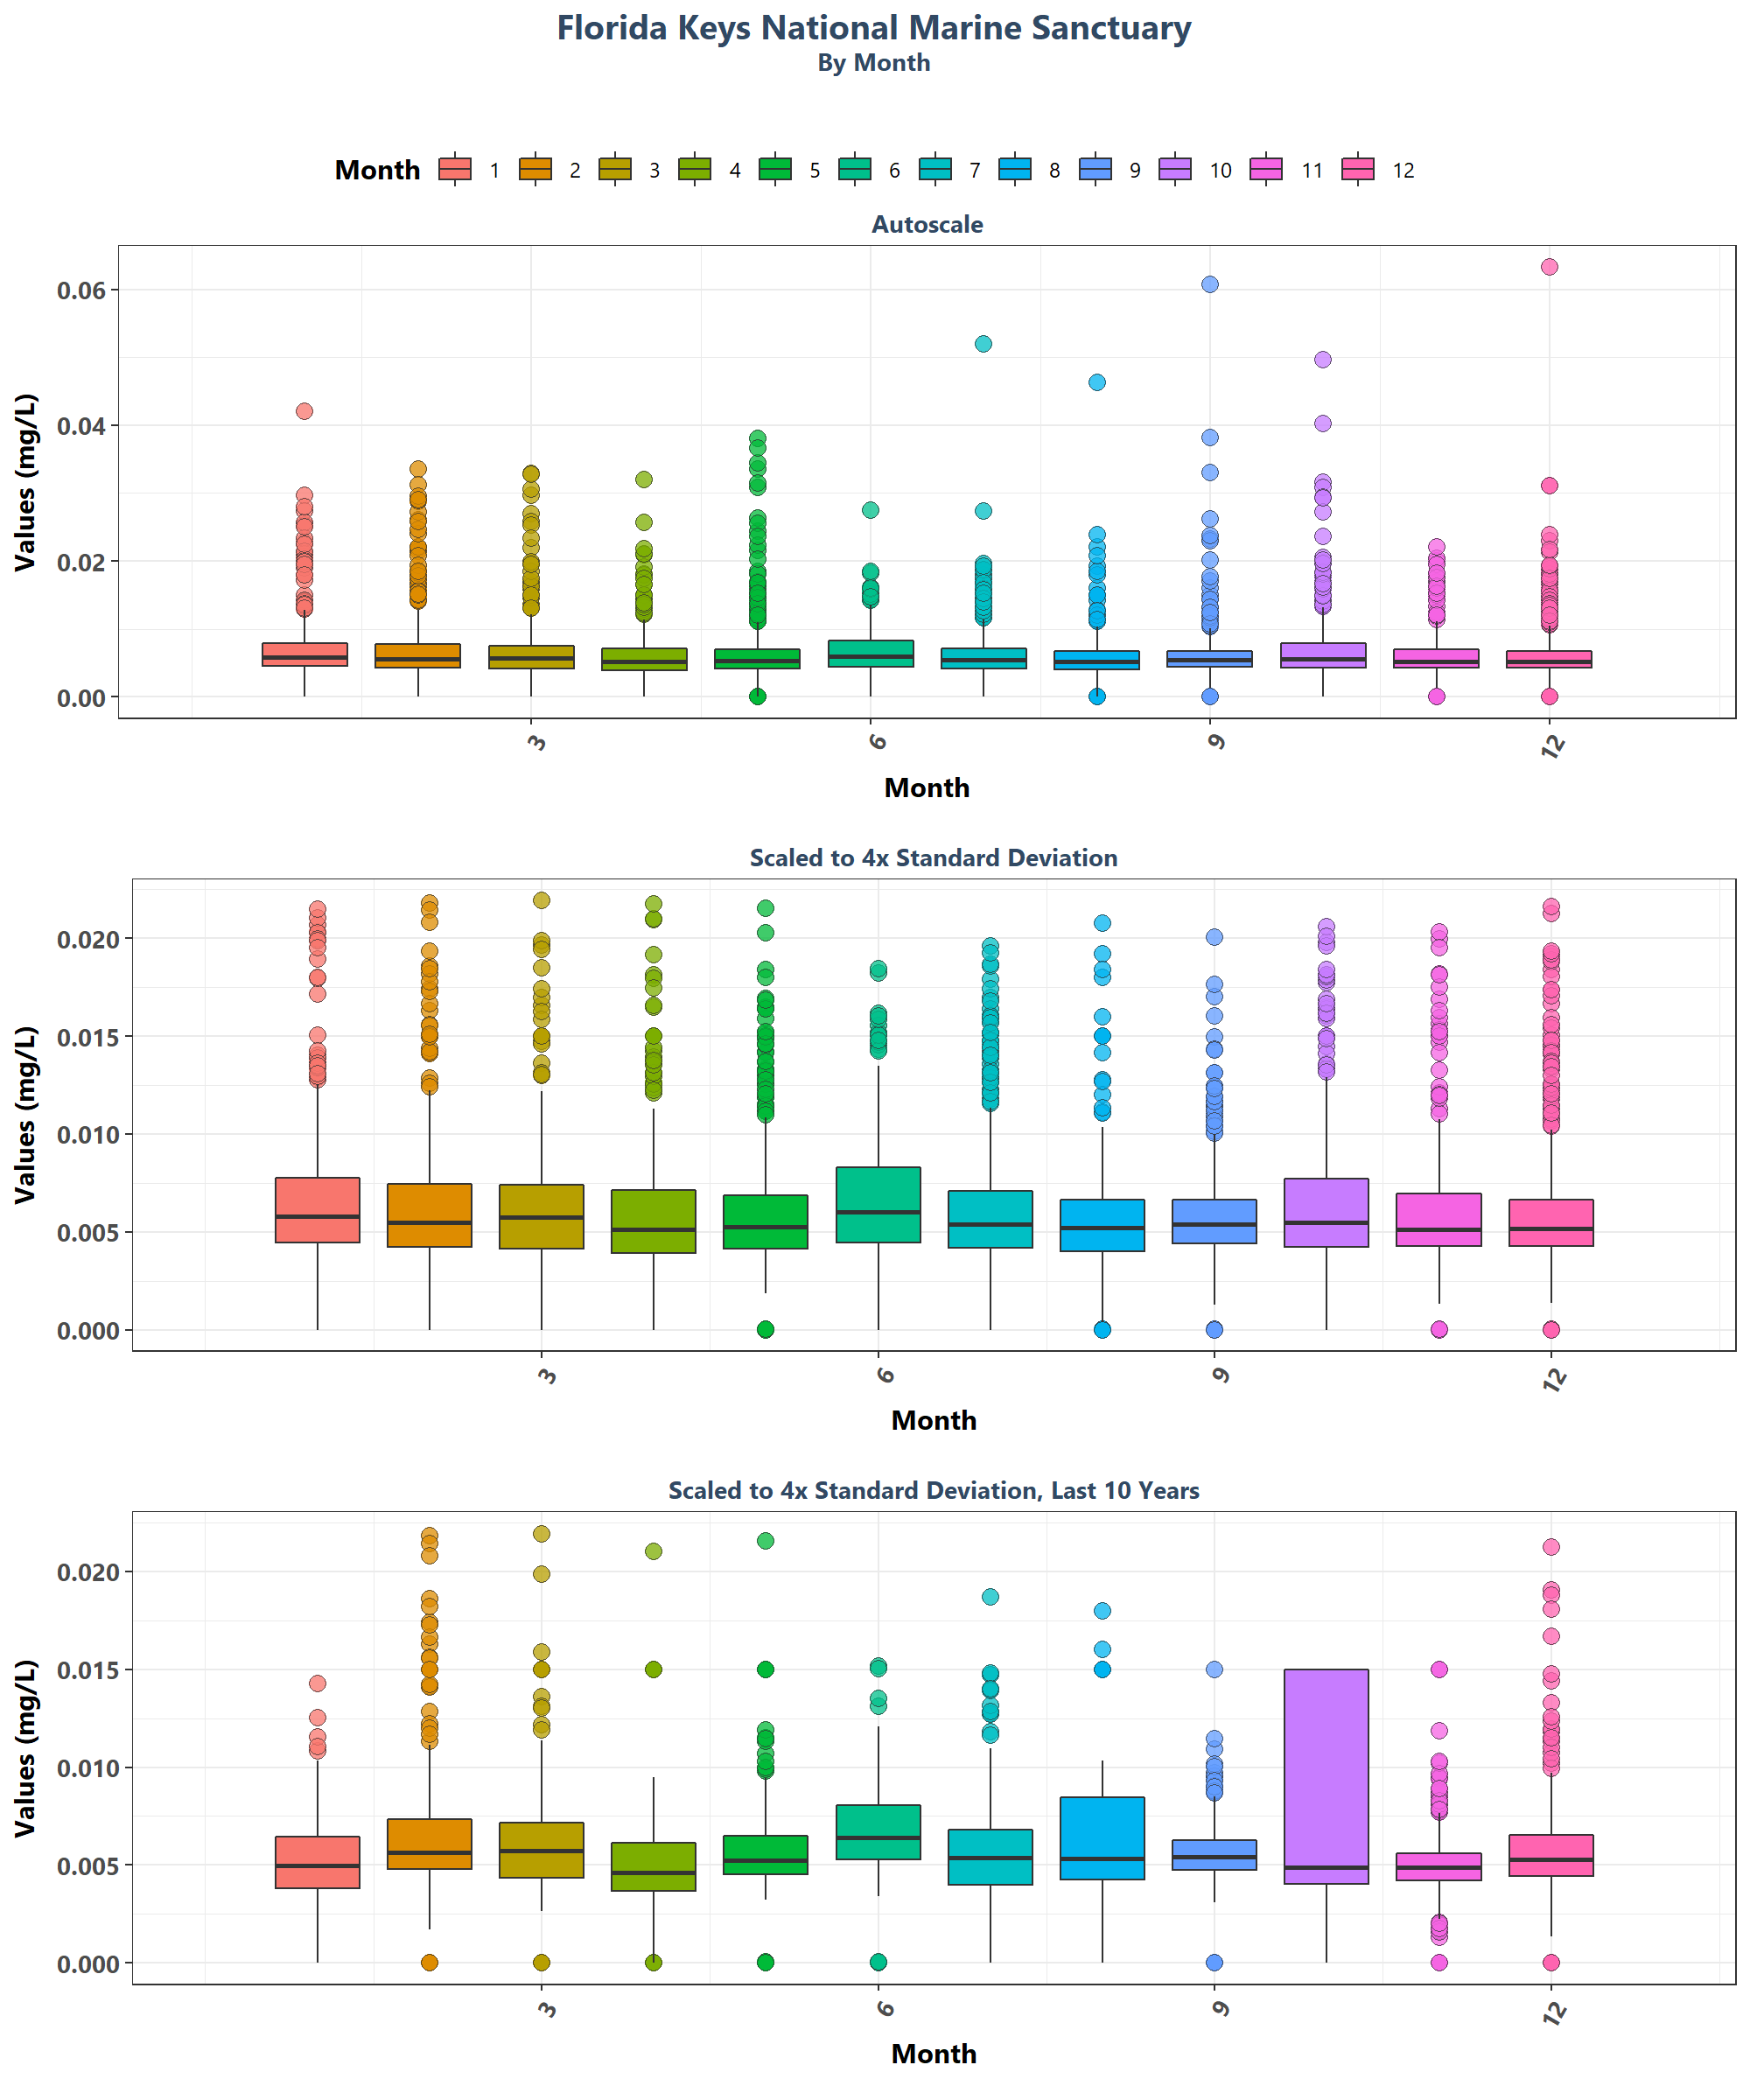 Florida Keys National Marine Sanctuary
By Month
Month 1 2 3 4 5 6 7 8 9 10 11 12
Autoscale
Values (mg/L)
0.06
0.04
0.02
0.00
3 6 9 12
Month
Scaled to 4x Standard Deviation
Values (mg/L)
0.020
0.015
0.010
0.005
0.000
3 6 9 12
Month
Scaled to 4x Standard Deviation, Last 10 Years
Values (mg/L)
0.020
0.015
0.010
0.005
0.000
3 6 9 12
Month